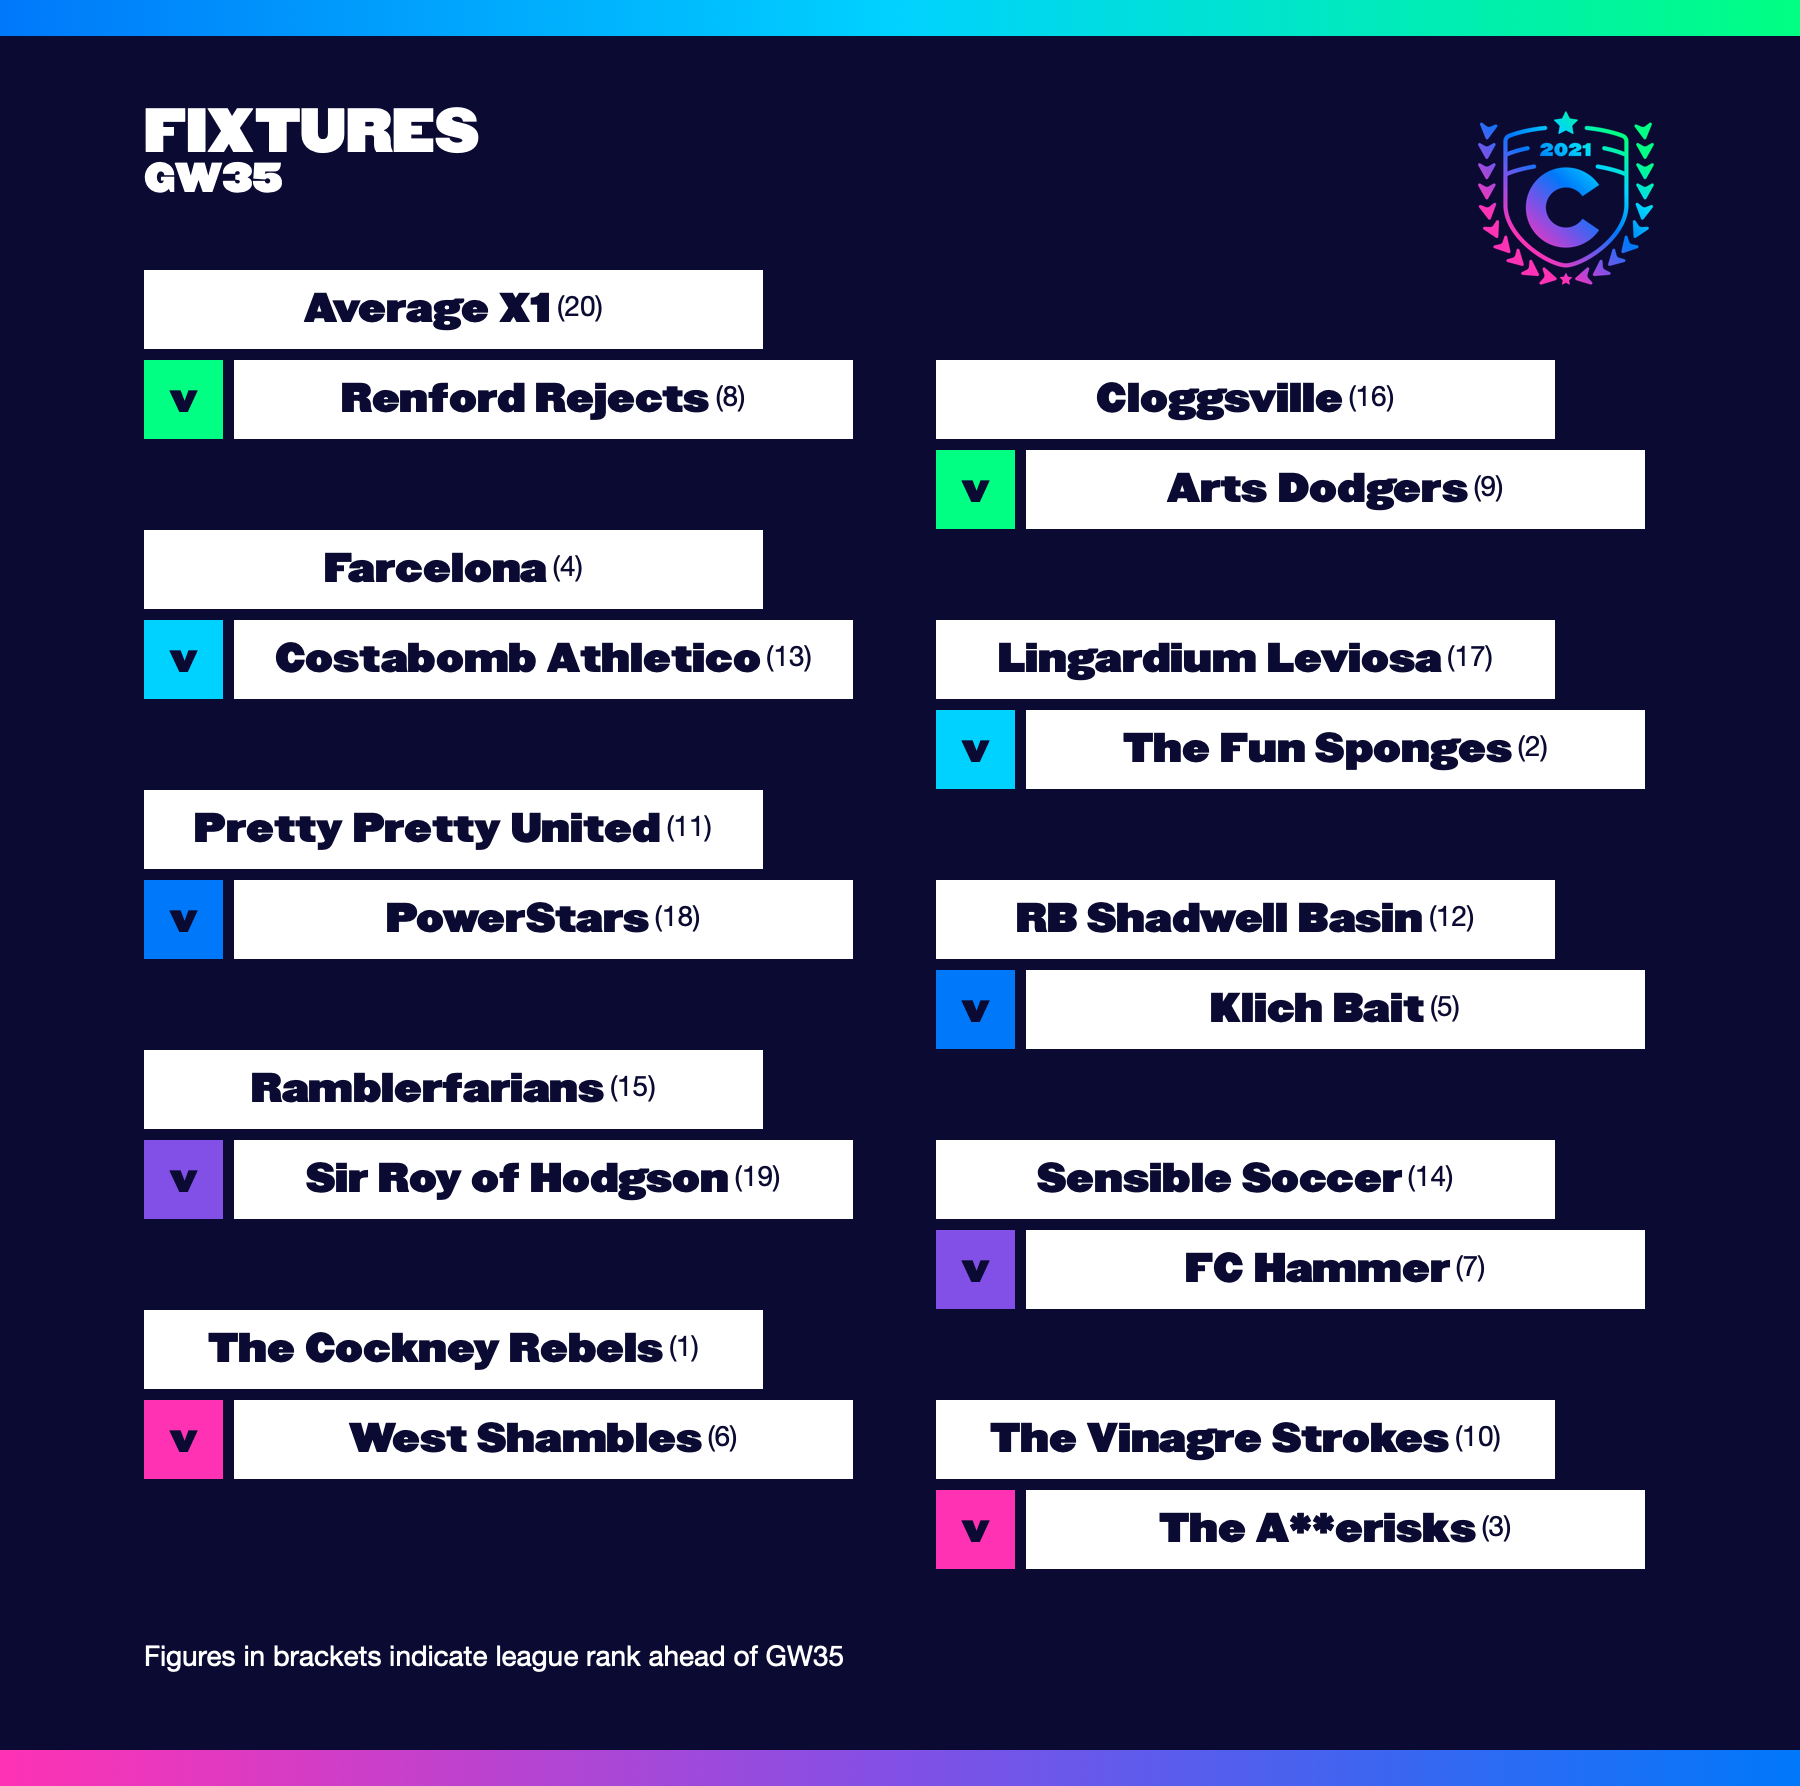 FIXTURES
GW35
2021
C
Average X1 (20)
v Renford Rejects (8)
Farcelona (4)
v Costabomb Athletico (13)
Pretty Pretty United (11)
v PowerStars (18)
Ramblerfarians (15)
v Sir Roy of Hodgson (19)
The Cockney Rebels (1)
v West Shambles (6)
Cloggsville (16)
v Arts Dodgers (9)
Lingardium Leviosa (17)
v The Fun Sponges (2)
RB Shadwell Basin (12)
v Klich Bait (5)
Sensible Soccer (14)
v FC Hammer (7)
The Vinagre Strokes (10)
v The A**erisks (3)
Figures in brackets indicate league rank ahead of GW35